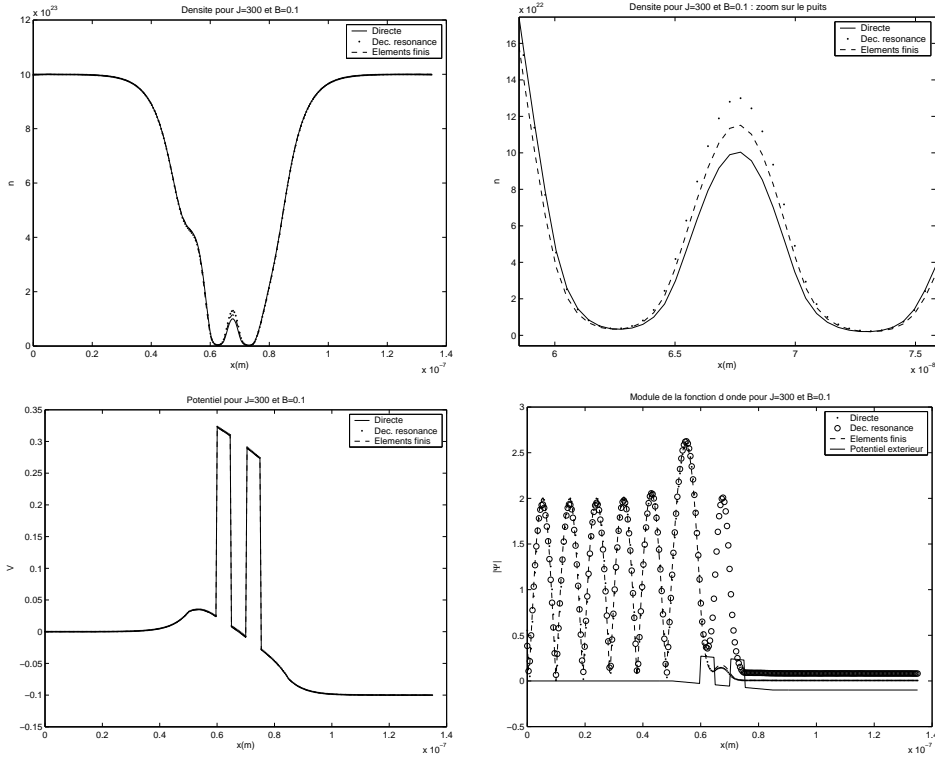 Densite pour J=300 et B=0.1
x 10^23
Directe
Dec. resonance
Elements finis
n
10
8
6
4
2
0
0 0.2 0.4 0.6 0.8 1 1.2 1.4
x(m)
x 10^-7
Densite pour J=300 et B=0.1 : zoom sur le puits
x 10^22
Directe
Dec. resonance
Elements finis
n
16
14
12
10
8
6
4
2
0
6 6.5 7 7.5
x(m)
x 10^-8
Potentiel pour J=300 et B=0.1
Directe
Dec. resonance
Elements finis
V
0.35
0.3
0.25
0.2
0.15
0.1
0.05
0
−0.05
−0.1
−0.15
0 0.2 0.4 0.6 0.8 1 1.2 1.4
x(m)
x 10^-7
Module de la fonction d onde pour J=300 et B=0.1
Directe
Dec. resonance
Elements finis
Potentiel exterieur
|Ψ|
3
2.5
2
1.5
1
0.5
0
−0.5
0 0.2 0.4 0.6 0.8 1 1.2 1.4
x(m)
x 10^-7